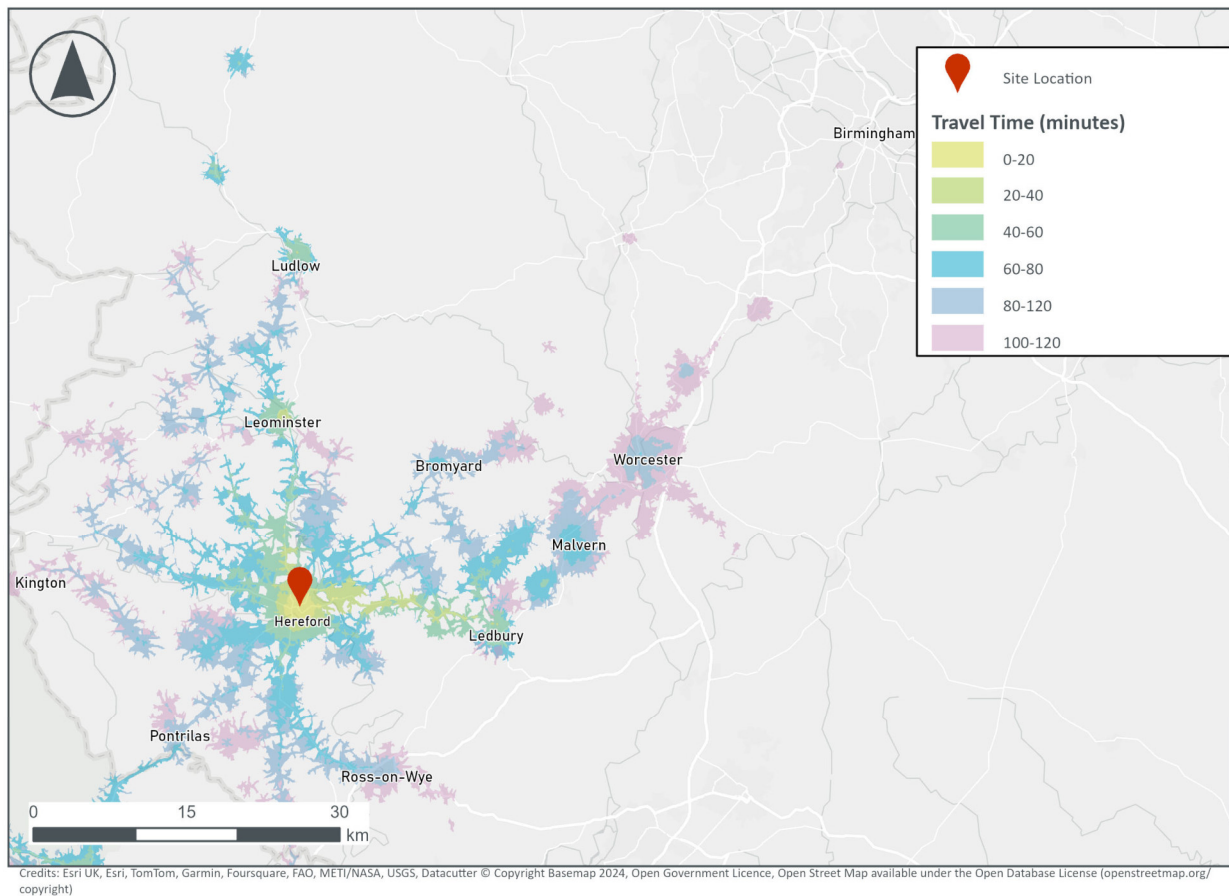 Site Location
Travel Time (minutes)
0-20
20-40
40-60
60-80
80-120
100-120
Birmingham
Ludlow
Leominster
Bromyard
Worcester
Malvern
Kington
Hereford
Ledbury
Pontrilas
Ross-on-Wye
0 15 30
km
Credits: Esri UK, Esri, TomTom, Garmin, Foursquare, FAO, METI/NASA, USGS, Datacutter © Copyright Basemap 2024, Open Government Licence, Open Street Map available under the Open Database License (openstreetmap.org/
copyright)